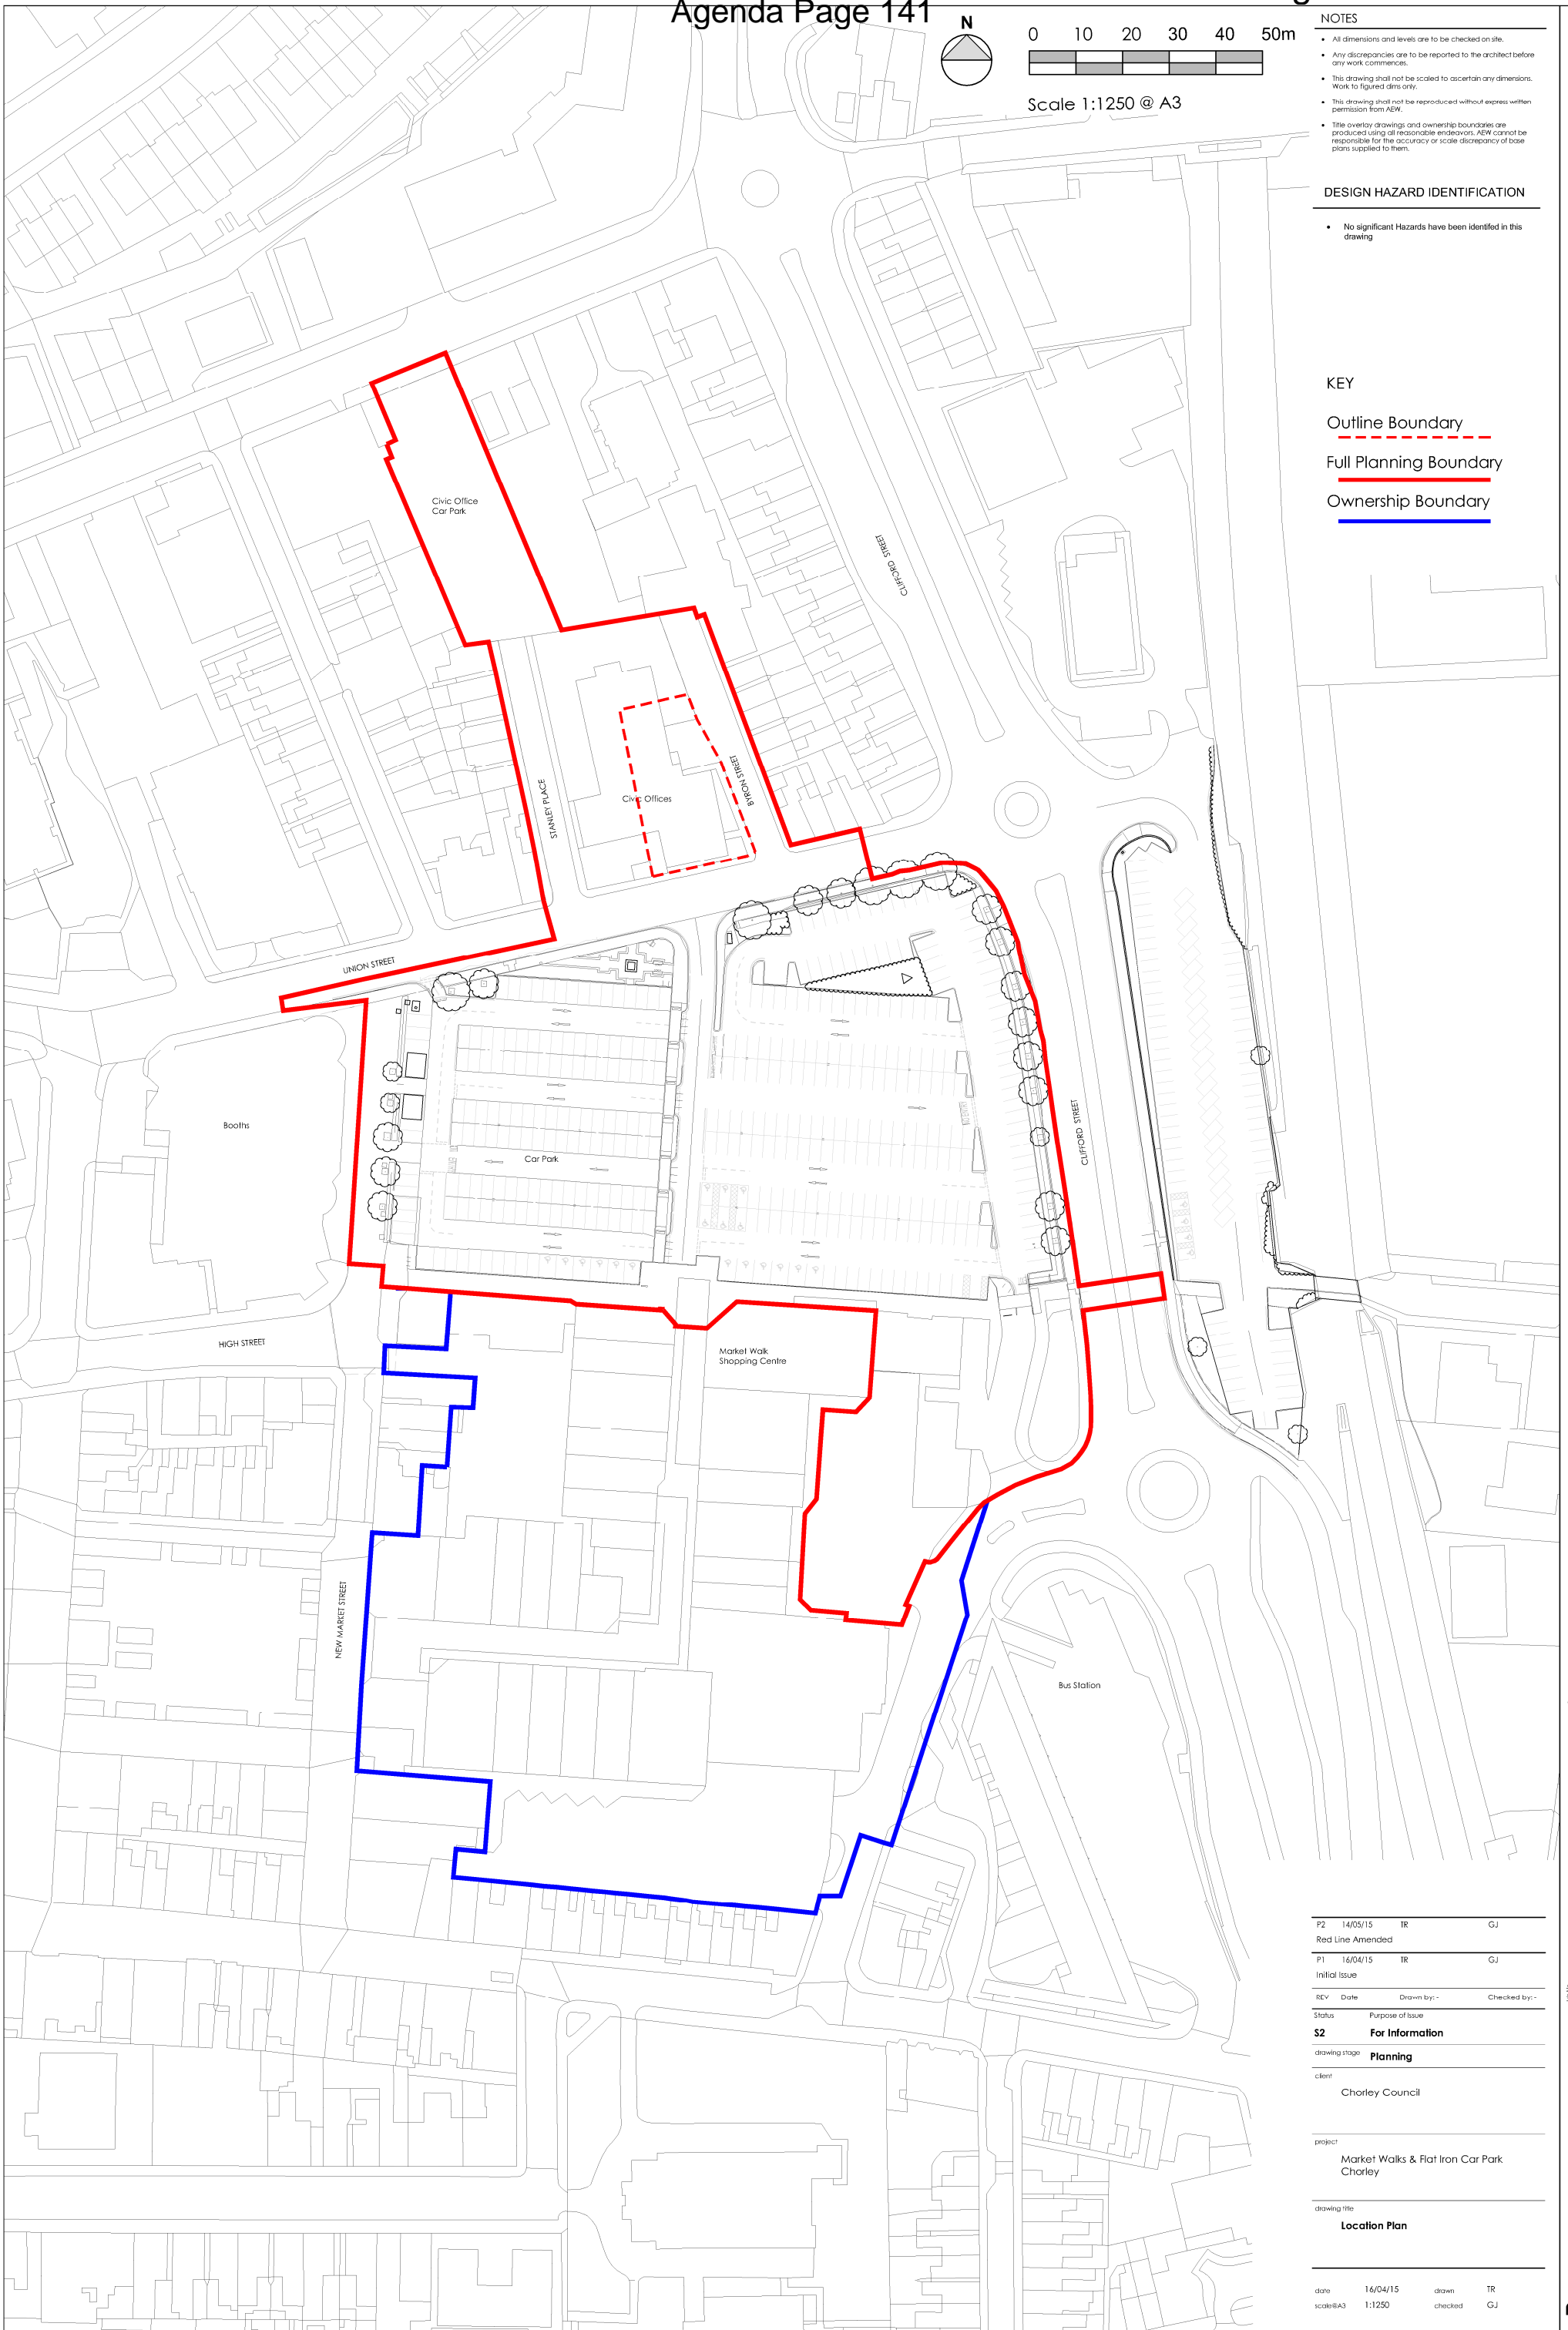 Agenda Page 141
N
0 10 20 30 40 50m
Scale 1:1250 @ A3
NOTES
• All dimensions and levels are to be checked on site.
• Any discrepancies are to be reported to the architect before
any work commences.
• This drawing shall not be scaled to ascertain any dimensions.
Work to figured dims only.
• This drawing shall not be reproduced without express written
permission from AEW.
• Title overlay drawings and ownership boundaries are
produced using all reasonable endeavors. AEW cannot be
responsible for the accuracy or scale discrepancy of base
plans supplied to them.
DESIGN HAZARD IDENTIFICATION
• No significant Hazards have been identifed in this
drawing
KEY
Outline Boundary
Full Planning Boundary
Ownership Boundary
Civic Office
Car Park
CLIFFORD STREET
STANLEY PLACE
Civic Offices
BYRON STREET
UNION STREET
Booths
Car Park
CLIFFORD STREET
HIGH STREET
Market Walk
Shopping Centre
NEW MARKET STREET
Bus Station
P2 14/05/15 TR GJ
Red Line Amended
P1 16/04/15 TR GJ
Initial Issue
REV Date Drawn by: - Checked by: -
Status Purpose of Issue
S2 For Information
drawing stage Planning
client
Chorley Council
project
Market Walks & Flat Iron Car Park
Chorley
drawing title
Location Plan
date 16/04/15 drawn TR
scale@A3 1:1250 checked GJ